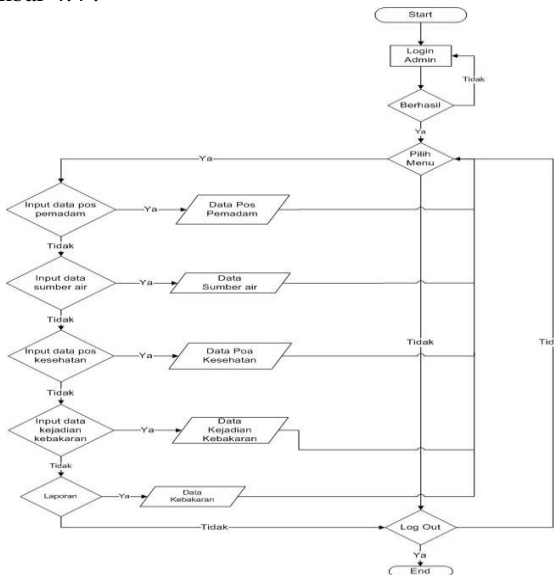 Start
Login
Admin
Tidak
Berhasil
Ya
Pilih
Menu
Ya
Input data pos
pemadam
Ya
Data Pos
Pemadam
Tidak
Input data
sumber air
Ya
Data
Sumber air
Tidak
Input data pos
kesehatan
Ya
Data Poa
Kesehatan
Tidak
Tid
Tidak
Input data
kejadian
kebakaran
Ya
Data
Kejadian
Kebakaran
Tidak
Laporan
Ya
Data
Kebakaran
Tidak
Log Out
Ya
End